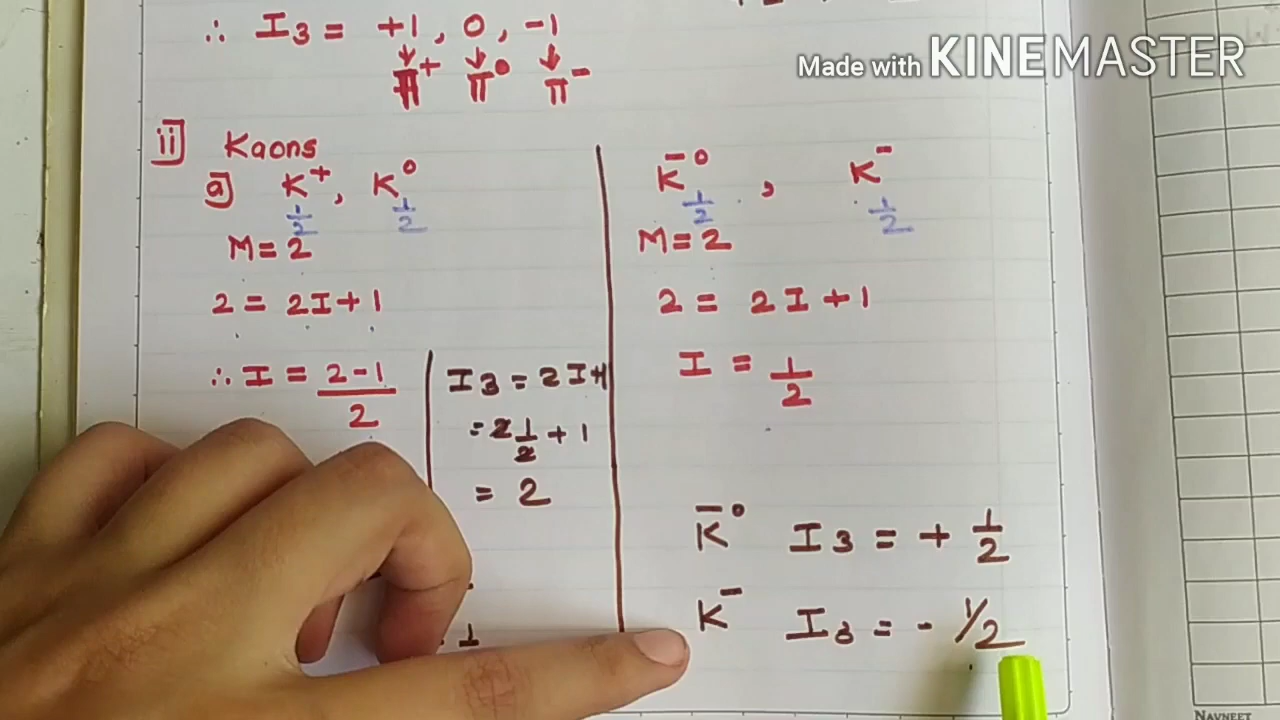 ∴ I3 = +1, 0, -1
π⁺ π⁰ π⁻
Made with KINEMASTER
ii] Kaons
a] K⁺, K⁰
1/2 1/2
M = 2
2 = 2I + 1
∴ I = 2-1/2
I3 = 2I+1
= 2 1/2 + 1
= 2
K̄⁰, K⁻
1/2 1/2
M = 2
2 = 2I + 1
I = 1/2
K̄⁰ I3 = + 1/2
K⁻ I3 = - 1/2
NAVNEET